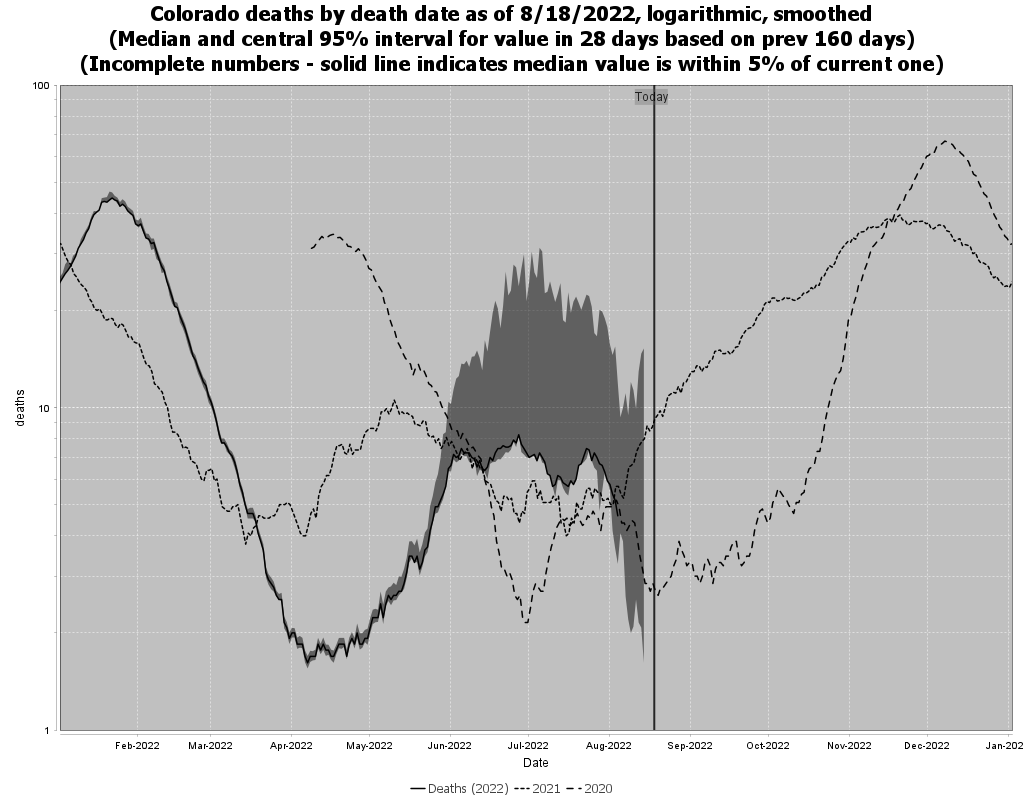 Colorado deaths by death date as of 8/18/2022, logarithmic, smoothed
(Median and central 95% interval for value in 28 days based on prev 160 days)
(Incomplete numbers - solid line indicates median value is within 5% of current one)
Today
100
10
1
deaths
Feb-2022 Mar-2022 Apr-2022 May-2022 Jun-2022 Jul-2022 Aug-2022 Sep-2022 Oct-2022 Nov-2022 Dec-2022 Jan-202
Date
Deaths (2022) 2021 2020